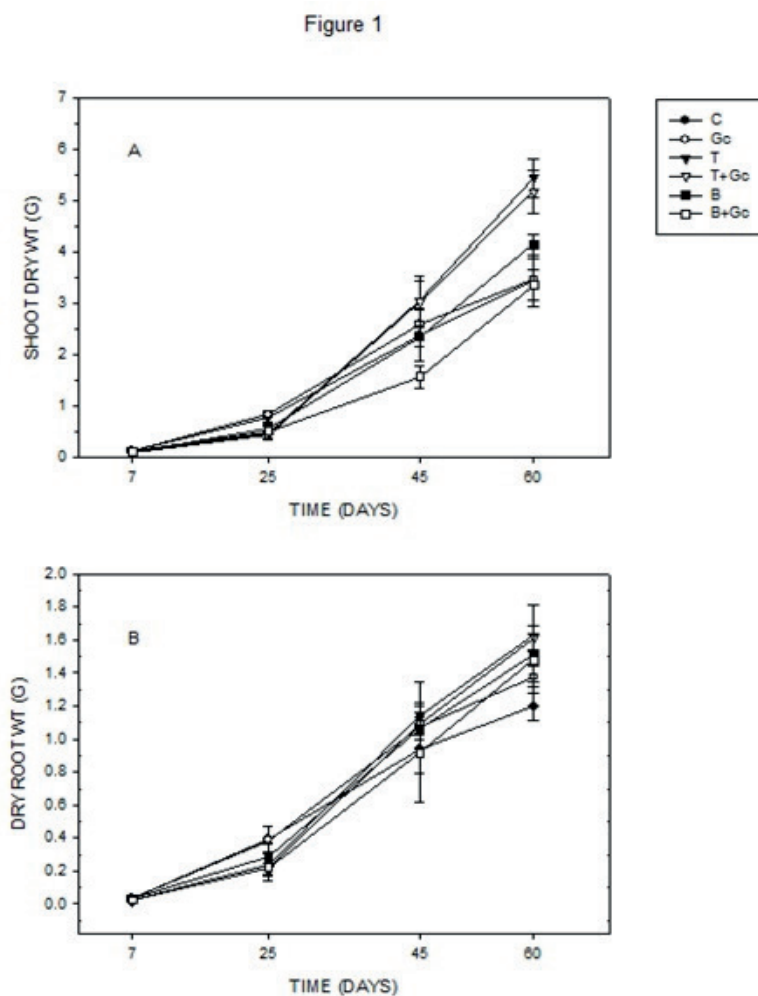 Figure 1
7
6
5
4
3
2
1
0
A
SHOOT DRY WT (G)
7 25 45 60
TIME (DAYS)
C
Gc
T
T+Gc
B
B+Gc
2.0
1.8
1.6
1.4
1.2
1.0
0.8
0.6
0.4
0.2
0.0
B
DRY ROOT WT (G)
7 25 45 60
TIME (DAYS)